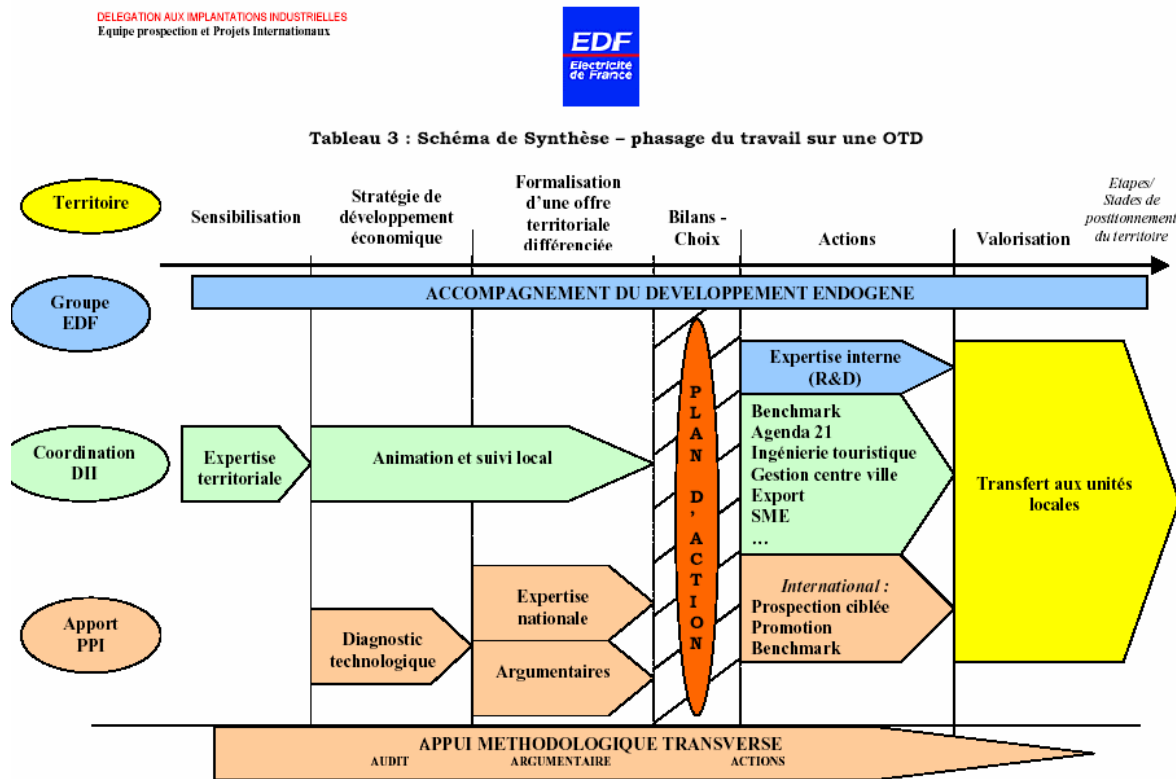 DELEGATION AUX IMPLANTATIONS INDUSTRIELLES
Equipe prospection et Projets Internationaux
EDF
Electricité
de France
Tableau 3 : Schéma de Synthèse – phasage du travail sur une OTD
Territoire
Sensibilisation
Stratégie de
développement
économique
Formalisation
d'une offre
territoriale
différenciée
Bilans -
Choix
Actions
Valorisation
Etapes/
Stades de
positionnement
du territoire
Groupe
EDF
ACCOMPAGNEMENT DU DEVELOPPEMENT ENDOGENE
Expertise interne
(R&D)
PLAN D'ACTION
Coordination
DII
Expertise
territoriale
Animation et suivi local
Benchmark
Agenda 21
Ingénierie touristique
Gestion centre ville
Export
SME
...
Transfert aux unités
locales
Apport
PPI
Diagnostic
technologique
Expertise
nationale
Argumentaires
International :
Prospection ciblée
Promotion
Benchmark
APPUI METHODOLOGIQUE TRANSVERSE
AUDIT ARGUMENTAIRE ACTIONS